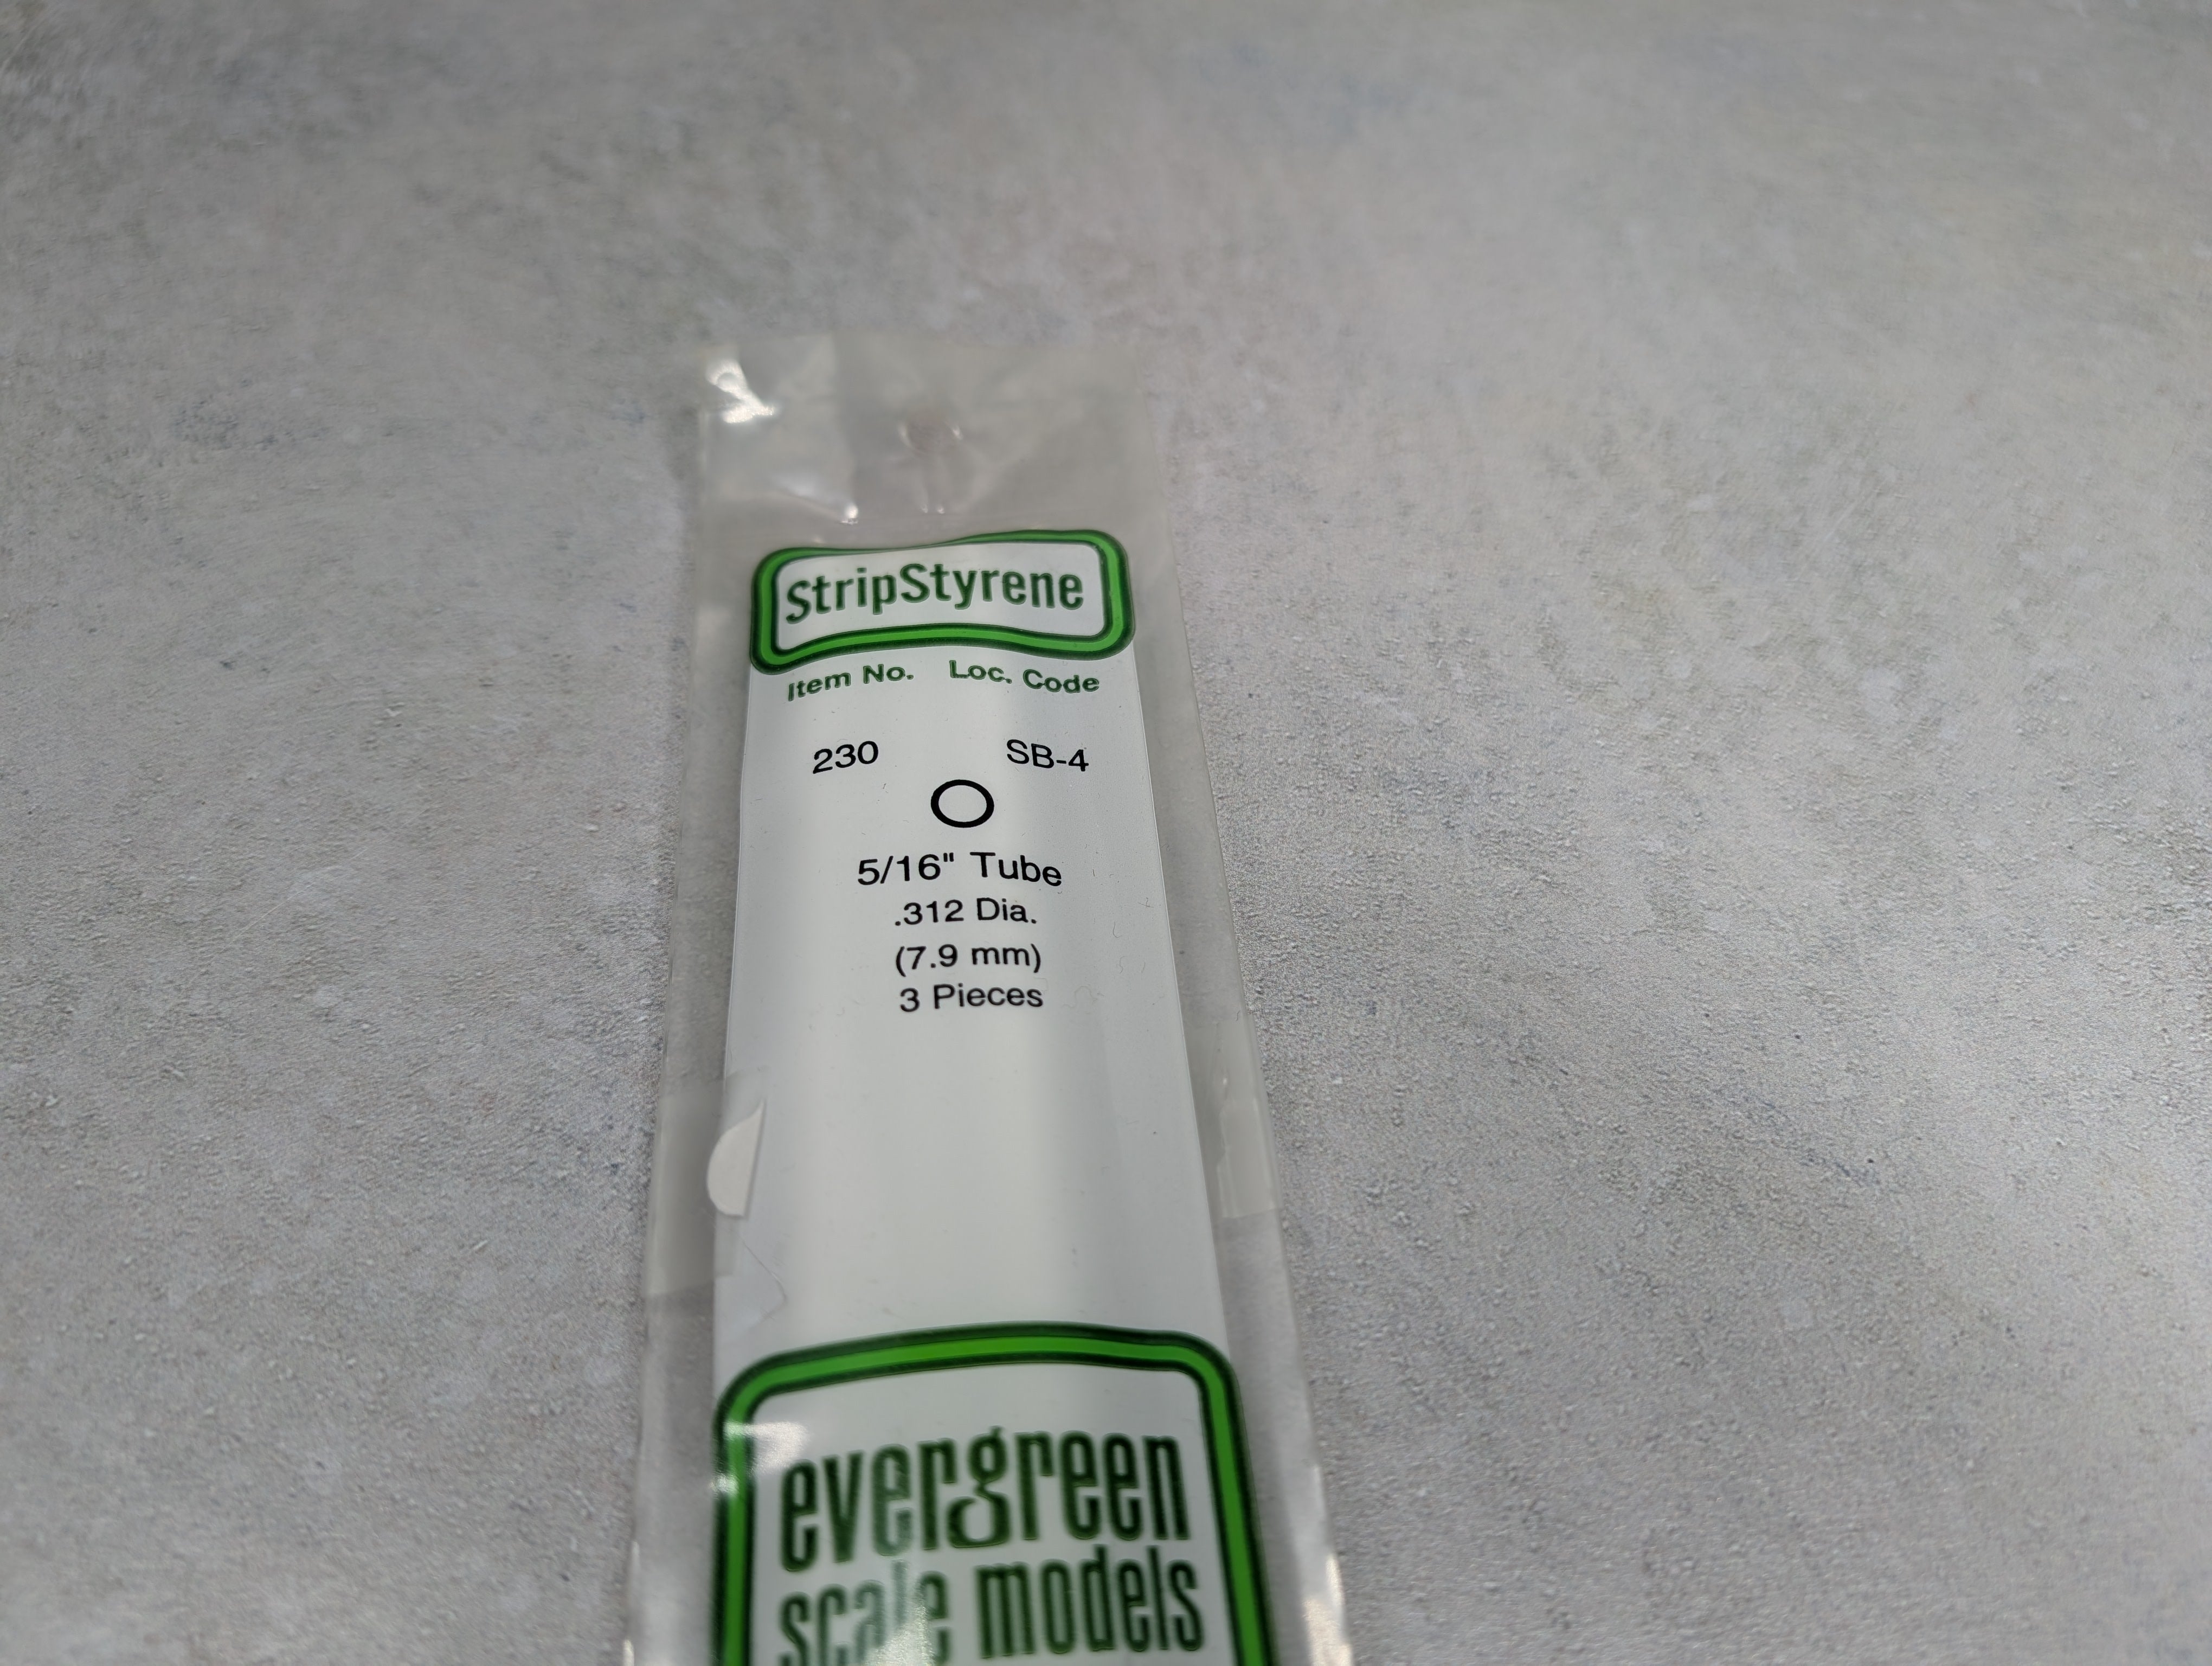 StripStyrene
Item No. Loc. Code
230 SB-4
5/16" Tube
.312 Dia.
(7.9 mm)
3 Pieces
evergreen
scale models